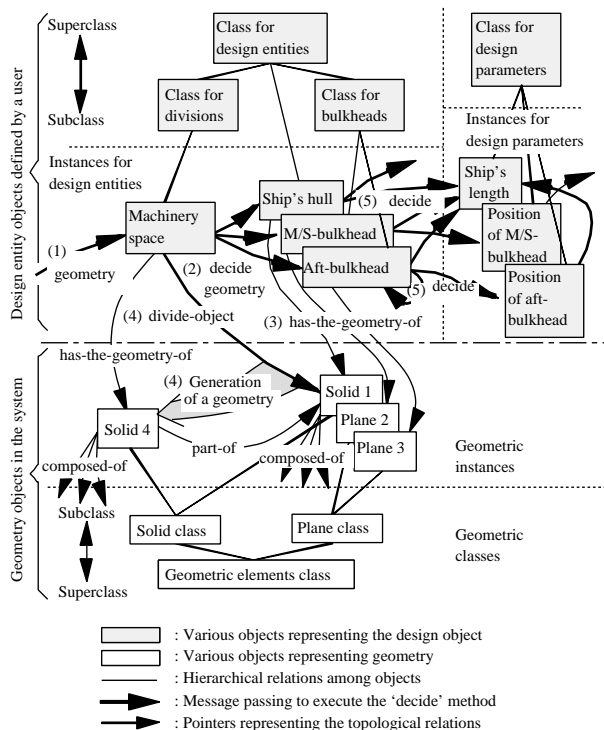 Superclass
Subclass
Design entity objects defined by a user
Class for
design entities
Class for
design
parameters
Class for
divisions
Class for
bulkheads
Instances for
design entities
Instances for
design parameters
Ship's hull
(5) decide
Ship's
length
Machinery
space
M/S-bulkhead
Position
of M/S-
bulkhead
(1)
geometry
(2) decide
geometry
Aft-bulkhead
(5) decide
Position
of aft-
bulkhead
(4) divide-object
(3) has-the-geometry-of
has-the-geometry-of
(4) Generation
of a geometry
Solid 1
Plane 2
Plane 3
Solid 4
part-of
composed-of
composed-of
Geometric
instances
Geometry objects in the system
Subclass
Superclass
Solid class
Plane class
Geometric elements class
Geometric
classes
: Various objects representing the design object
: Various objects representing geometry
: Hierarchical relations among objects
: Message passing to execute the 'decide' method
: Pointers representing the topological relations